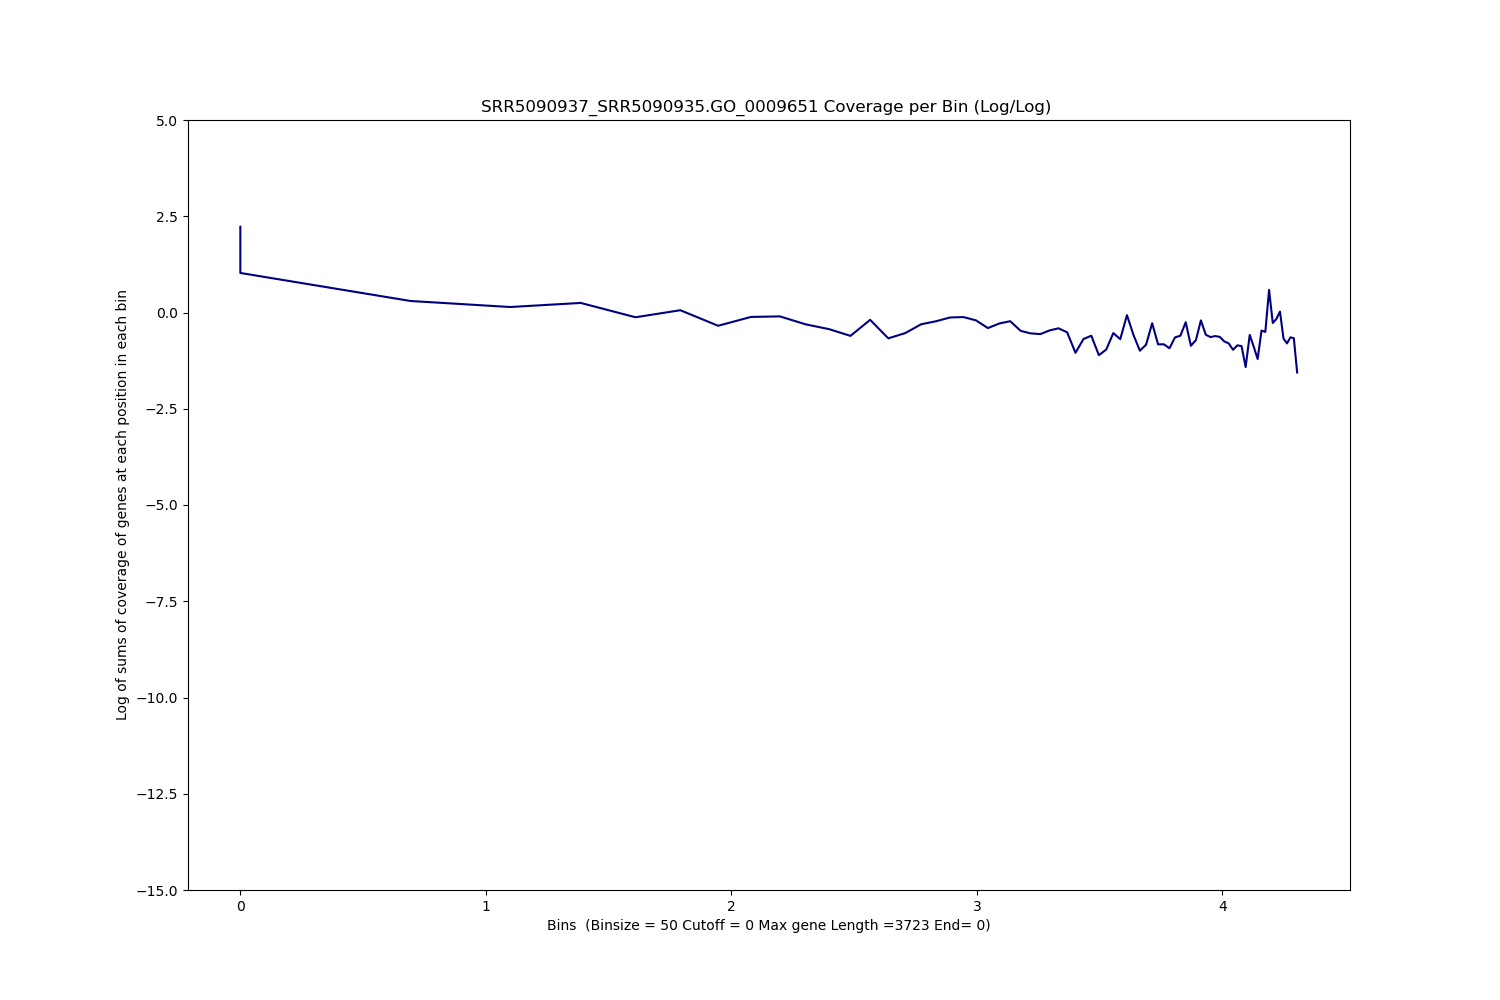 SRR5090937_SRR5090935.GO_0009651 Coverage per Bin (Log/Log)
Log of sums of coverage of genes at each position in each bin
5.0
2.5
0.0
−2.5
−5.0
−7.5
−10.0
−12.5
−15.0
0 1 2 3 4
Bins  (Binsize = 50 Cutoff = 0 Max gene Length =3723 End= 0)